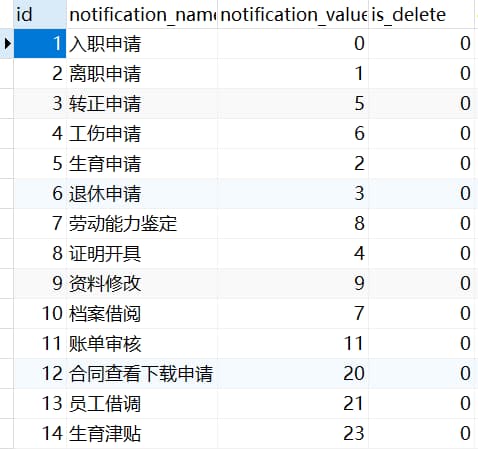 id notification_name notification_value is_delete
1 入职申请 0 0
2 离职申请 1 0
3 转正申请 5 0
4 工伤申请 6 0
5 生育申请 2 0
6 退休申请 3 0
7 劳动能力鉴定 8 0
8 证明开具 4 0
9 资料修改 9 0
10 档案借阅 7 0
11 账单审核 11 0
12 合同查看下载申请 20 0
13 员工借调 21 0
14 生育津贴 23 0